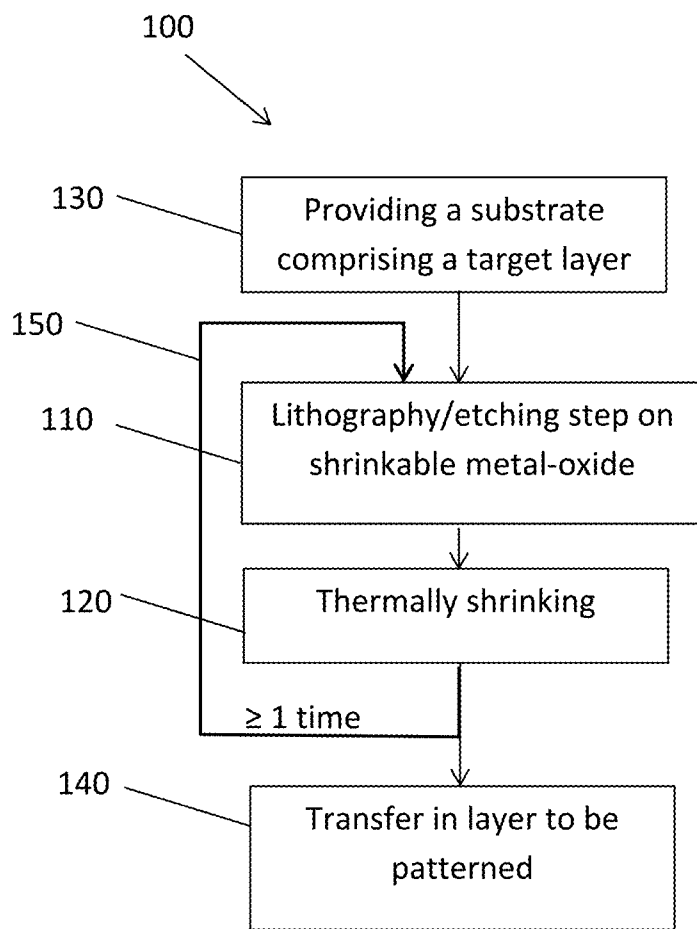 100
130
Providing a substrate
comprising a target layer
150
110
Lithography/etching step on
shrinkable metal-oxide
120
Thermally shrinking
≥ 1 time
140
Transfer in layer to be
patterned